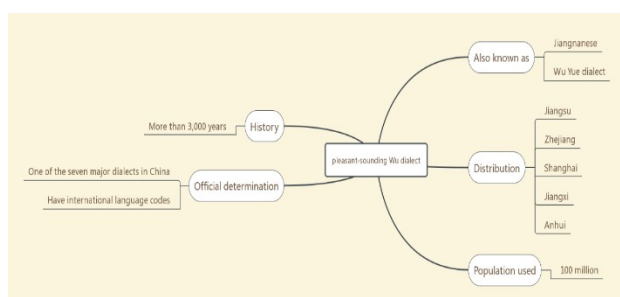 pleasant-sounding Wu dialect
History
More than 3,000 years
Official determination
One of the seven major dialects in China
Have international language codes
Also known as
Jiangnanese
Wu Yue dialect
Distribution
Jiangsu
Zhejiang
Shanghai
Jiangxi
Anhui
Population used
100 million